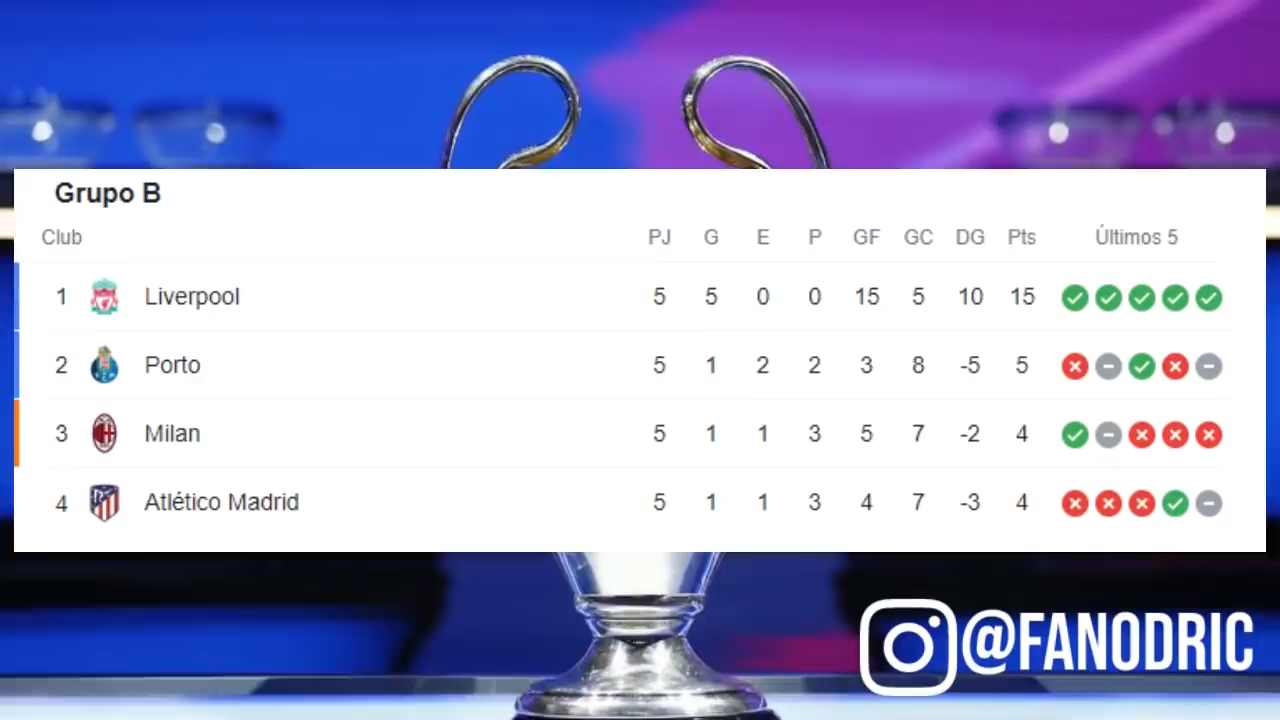 Grupo B
Club PJ G E P GF GC DG Pts Últimos 5
1 Liverpool 5 5 0 0 15 5 10 15
2 Porto 5 1 2 2 3 8 -5 5
3 Milan 5 1 1 3 5 7 -2 4
4 Atlético Madrid 5 1 1 3 4 7 -3 4
@FANODRIC